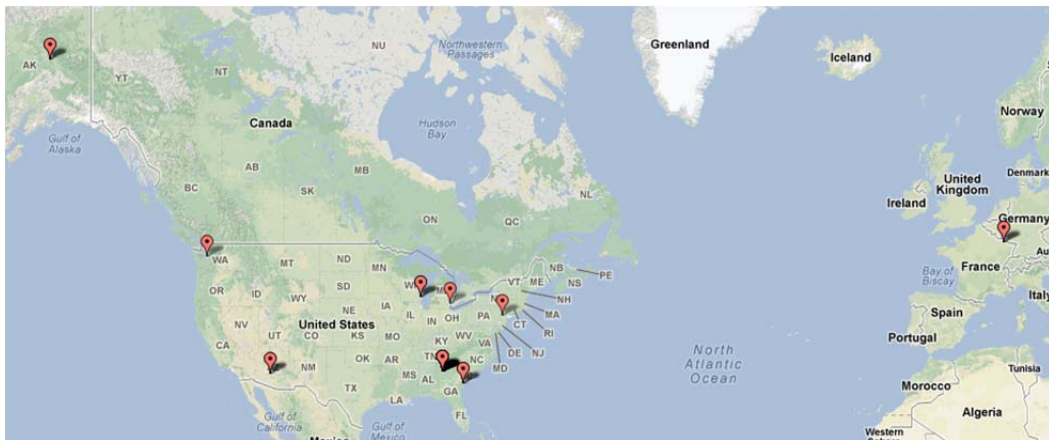 NU
Northwestern
Passages
Greenland
Iceland
AK
YT
NT
Norway
Canada
Hudson
Bay
Gulf of
Alaska
AB
MB
SK
BC
NL
ON
QC
United
Kingdom
Denmark
Ireland
Germany
WA
MT
ND
MN
NB
PE
VT
ME
NS
France
Bay of
Biscay
OR
ID
SD
WY
NH
IA
NE
IL
IN
OH
PA
MA
CT
RI
Italy
United States
NV
UT
CO
KS
MO
KY
WV
VA
DE
NJ
MD
Spain
Portugal
CA
OK
AR
TN
NC
NM
MS
AL
GA
TX
LA
FL
North
Atlantic
Ocean
Morocco
Tunisia
Algeria
Gulf of
California
Gulf of
Mexico
Western